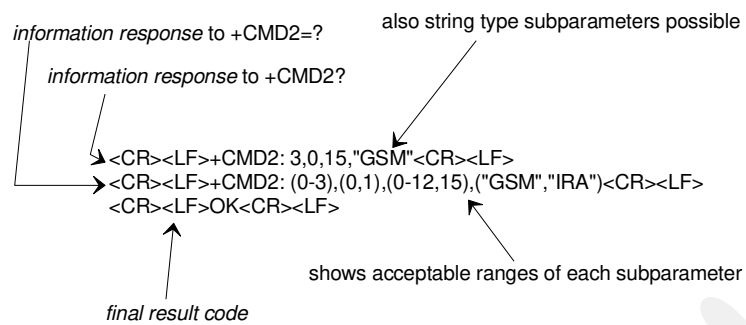 also string type subparameters possible
information response to +CMD2=?
information response to +CMD2?
<CR><LF>+CMD2: 3,0,15,"GSM"<CR><LF>
<CR><LF>+CMD2: (0-3),(0,1),(0-12,15),("GSM","IRA")<CR><LF>
<CR><LF>OK<CR><LF>
shows acceptable ranges of each subparameter
final result code